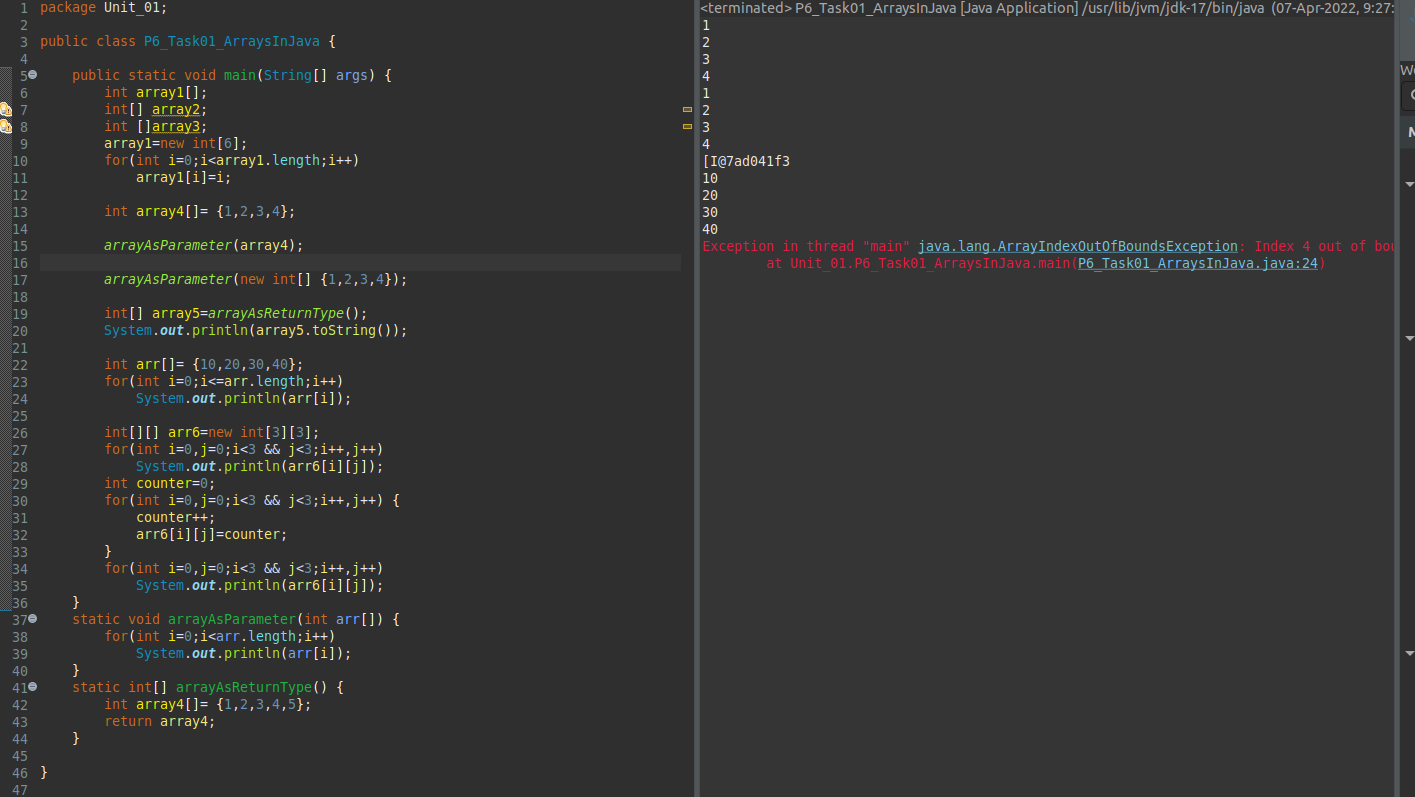 1 package Unit_01;
2
3 public class P6_Task01_ArraysInJava {
4
5     public static void main(String[] args) {
6         int array1[];
7         int[] array2;
8         int []array3;
9         array1=new int[6];
10         for(int i=0;i<array1.length;i++)
11             array1[i]=i;
12
13         int array4[]= {1,2,3,4};
14
15         arrayAsParameter(array4);
16
17         arrayAsParameter(new int[] {1,2,3,4});
18
19         int[] array5=arrayAsReturnType();
20         System.out.println(array5.toString());
21
22         int arr[]= {10,20,30,40};
23         for(int i=0;i<=arr.length;i++)
24             System.out.println(arr[i]);
25
26         int[][] arr6=new int[3][3];
27         for(int i=0,j=0;i<3 && j<3;i++,j++)
28             System.out.println(arr6[i][j]);
29         int counter=0;
30         for(int i=0,j=0;i<3 && j<3;i++,j++) {
31             counter++;
32             arr6[i][j]=counter;
33         }
34         for(int i=0,j=0;i<3 && j<3;i++,j++)
35             System.out.println(arr6[i][j]);
36     }
37     static void arrayAsParameter(int arr[]) {
38         for(int i=0;i<arr.length;i++)
39             System.out.println(arr[i]);
40     }
41     static int[] arrayAsReturnType() {
42         int array4[]= {1,2,3,4,5};
43         return array4;
44     }
45
46 }
47
<terminated> P6_Task01_ArraysInJava [Java Application] /usr/lib/jvm/jdk-17/bin/java (07-Apr-2022, 9:27:
1
2
3
4
1
2
3
4
[I@7ad041f3
10
20
30
40
Exception in thread "main" java.lang.ArrayIndexOutOfBoundsException: Index 4 out of bou
        at Unit_01.P6_Task01_ArraysInJava.main(P6_Task01_ArraysInJava.java:24)